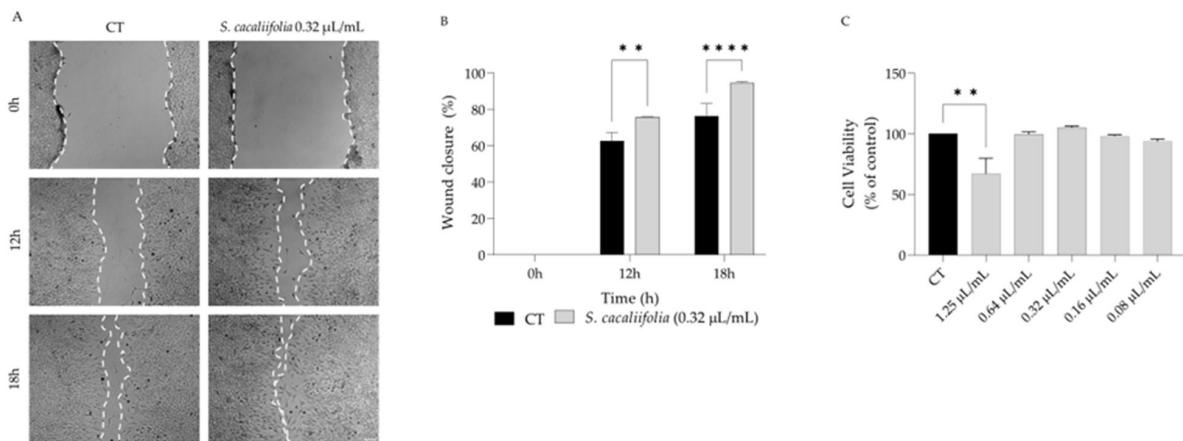 A
CT
S. cacaliifolia 0.32 µL/mL
0h
12h
18h
B
Wound closure (%)
100
80
60
40
20
0
**
****
0h
12h
18h
Time (h)
CT
S. cacaliifolia (0.32 µL/mL)
C
Cell Viability
(% of control)
150
100
50
0
**
CT
1.25 µL/mL
0.64 µL/mL
0.32 µL/mL
0.16 µL/mL
0.08 µL/mL